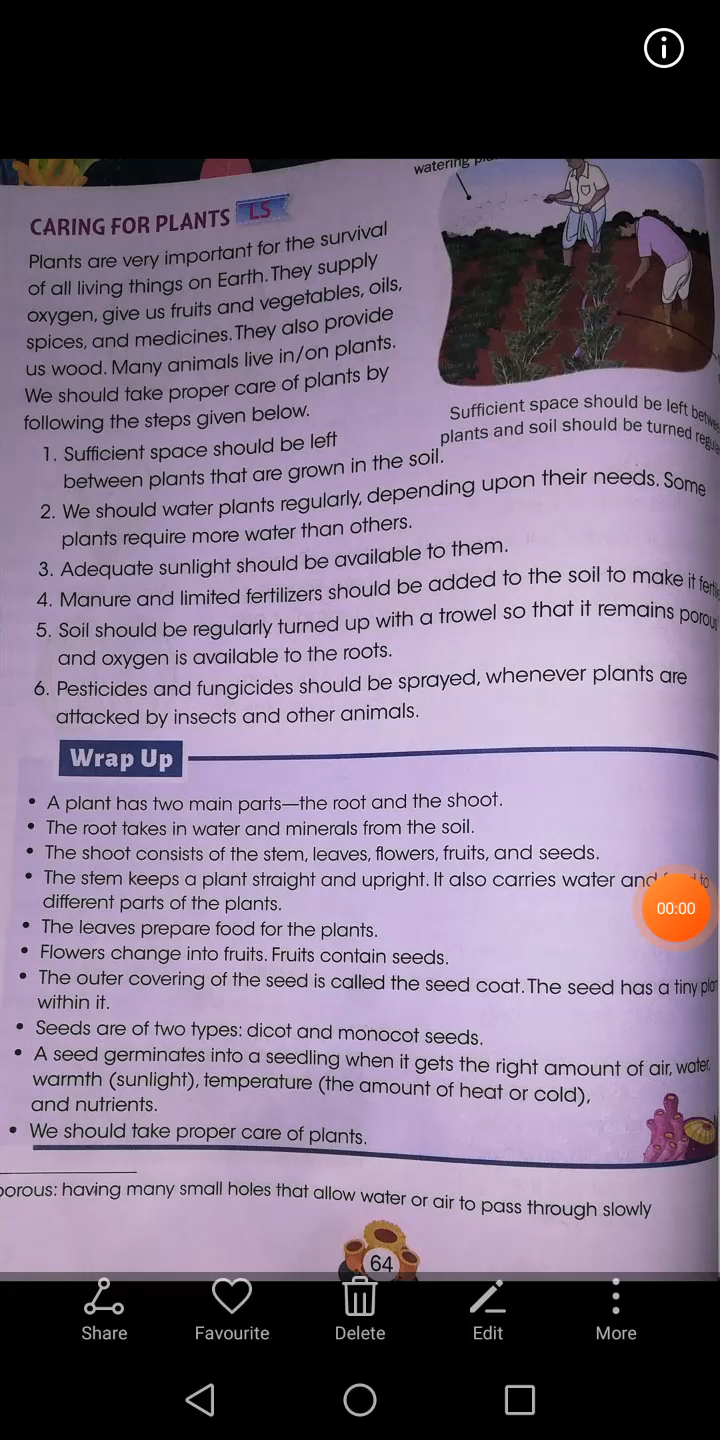 watering
CARING FOR PLANTS LS
Plants are very important for the survival
of all living things on Earth. They supply
oxygen, give us fruits and vegetables, oils,
spices, and medicines. They also provide
us wood. Many animals live in/on plants.
We should take proper care of plants by
following the steps given below.
Sufficient space should be left
plants and soil should be turned
1. Sufficient space should be left
between plants that are grown in the soil.
2. We should water plants regularly, depending upon their needs. Some
plants require more water than others.
3. Adequate sunlight should be available to them.
4. Manure and limited fertilizers should be added to the soil to make it
5. Soil should be regularly turned up with a trowel so that it remains
and oxygen is available to the roots.
6. Pesticides and fungicides should be sprayed, whenever plants are
attacked by insects and other animals.
Wrap Up
• A plant has two main parts—the root and the shoot.
• The root takes in water and minerals from the soil.
• The shoot consists of the stem, leaves, flowers, fruits, and seeds.
• The stem keeps a plant straight and upright. It also carries water and to
different parts of the plants.
00:00
• The leaves prepare food for the plants.
• Flowers change into fruits. Fruits contain seeds.
• The outer covering of the seed is called the seed coat. The seed has a tiny
within it.
• Seeds are of two types: dicot and monocot seeds.
• A seed germinates into a seedling when it gets the right amount of air, water,
warmth (sunlight), temperature (the amount of heat or cold),
and nutrients.
• We should take proper care of plants.
porous: having many small holes that allow water or air to pass through slowly
64
Share
Favourite
Delete
Edit
More